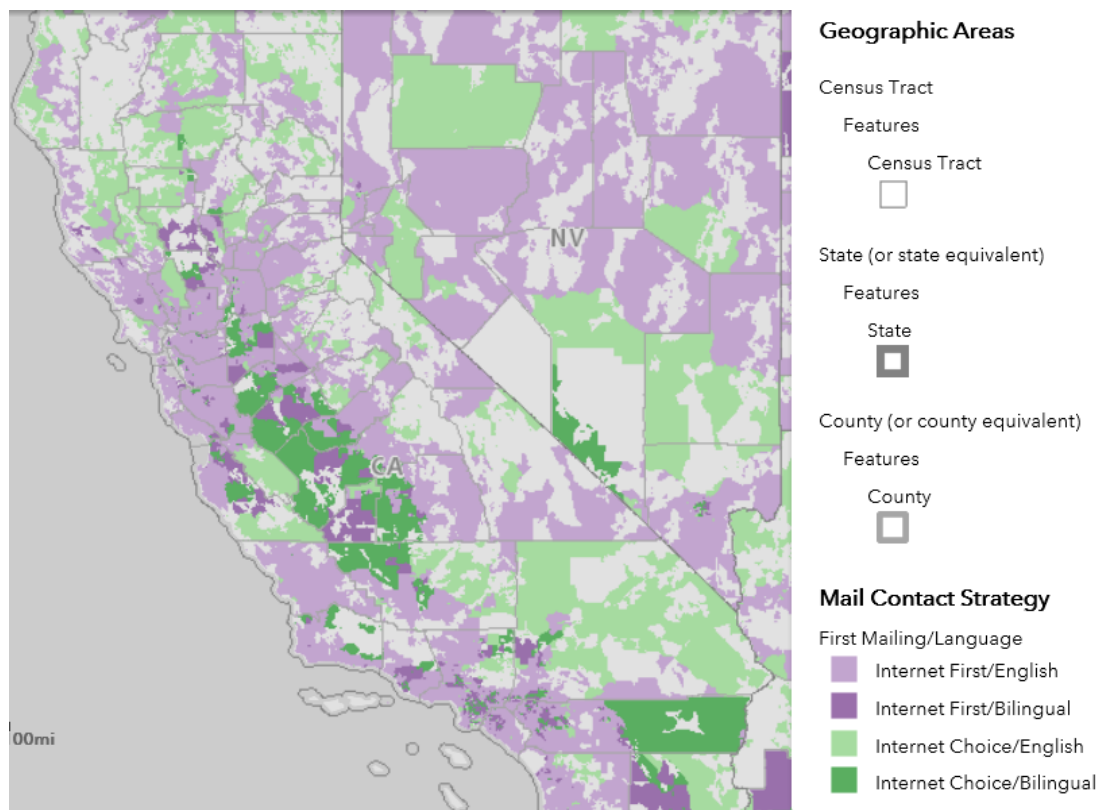 NV
CA
00mi
Geographic Areas
Census Tract
Features
Census Tract
State (or state equivalent)
Features
State
County (or county equivalent)
Features
County
Mail Contact Strategy
First Mailing/Language
Internet First/English
Internet First/Bilingual
Internet Choice/English
Internet Choice/Bilingual